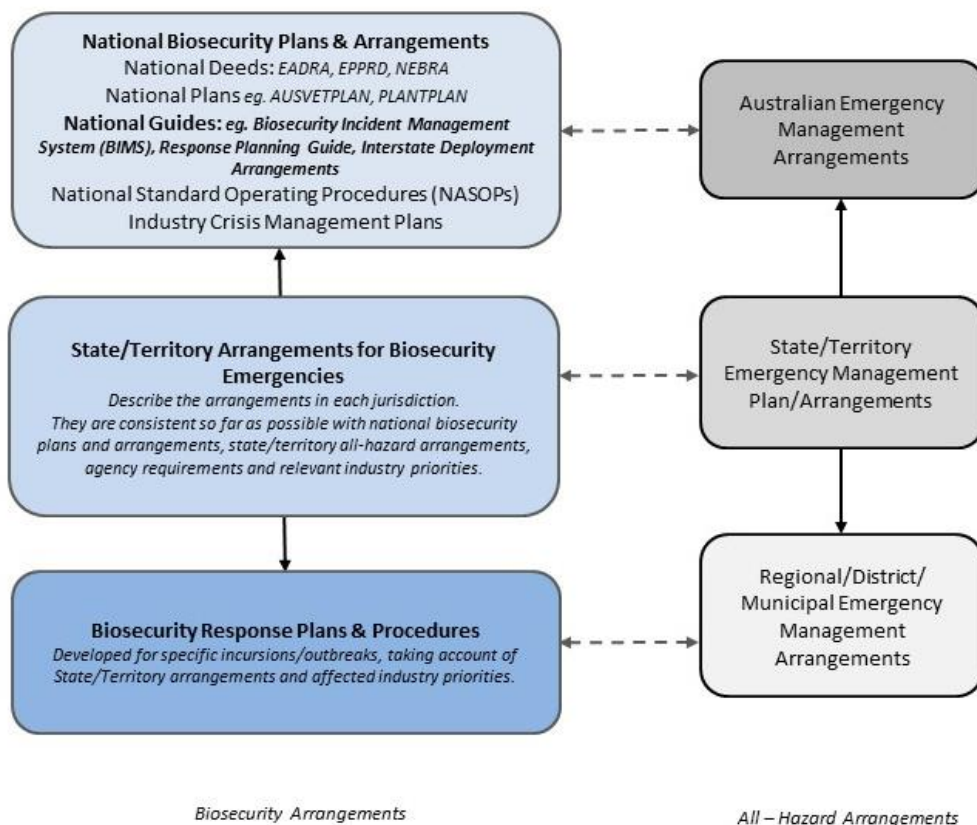 National Biosecurity Plans & Arrangements
National Deeds: EADRA, EPPRD, NEBRA
National Plans eg. AUSVETPLAN, PLANTPLAN
National Guides: eg. Biosecurity Incident Management
System (BIMS), Response Planning Guide, Interstate Deployment
Arrangements
National Standard Operating Procedures (NASOPs)
Industry Crisis Management Plans
Australian Emergency
Management
Arrangements
State/Territory Arrangements for Biosecurity
Emergencies
Describe the arrangements in each jurisdiction.
They are consistent so far as possible with national biosecurity
plans and arrangements, state/territory all-hazard arrangements,
agency requirements and relevant industry priorities.
State/Territory
Emergency Management
Plan/Arrangements
Biosecurity Response Plans & Procedures
Developed for specific incursions/outbreaks, taking account of
State/Territory arrangements and affected industry priorities.
Regional/District/
Municipal Emergency
Management
Arrangements
Biosecurity Arrangements
All – Hazard Arrangements